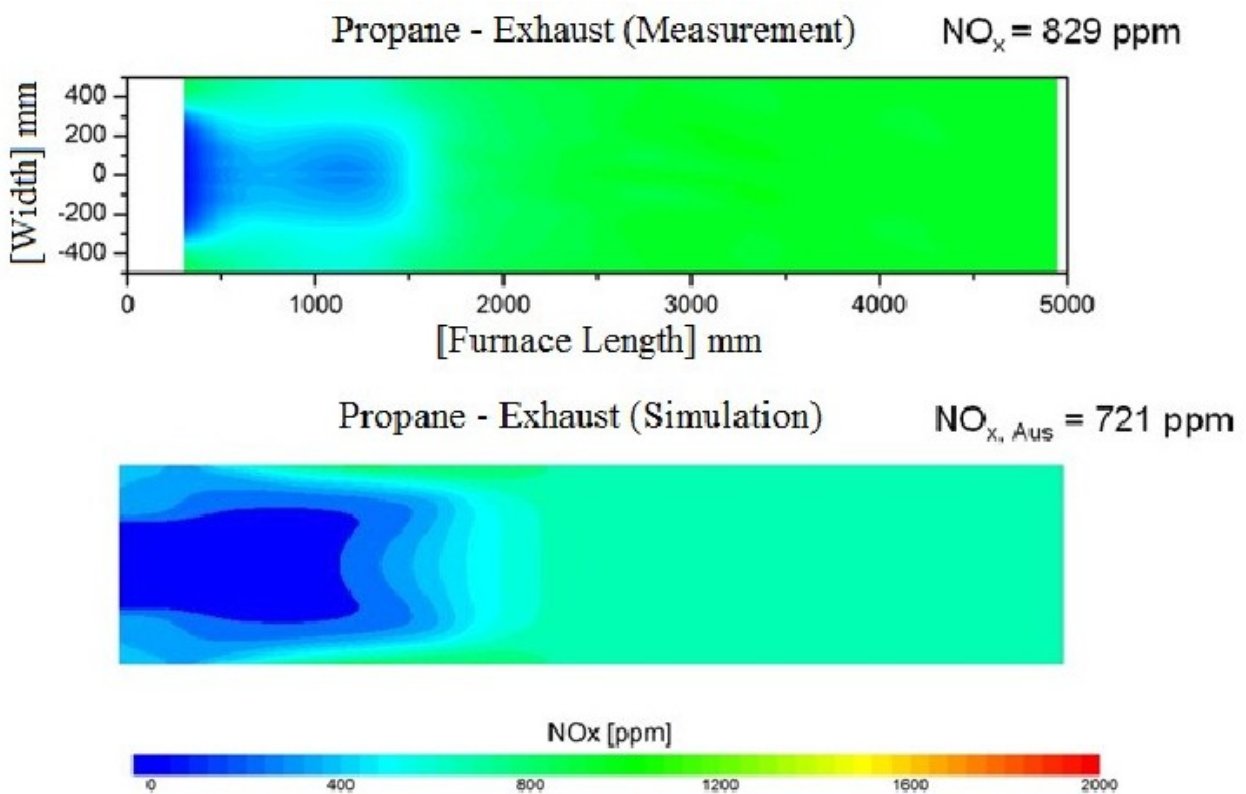 Propane - Exhaust (Measurement) NOx = 829 ppm
[Width] mm
400
200
0
-200
-400
0 1000 2000 3000 4000 5000
[Furnace Length] mm
Propane - Exhaust (Simulation) NOx, Aus = 721 ppm
NOx [ppm]
0 400 800 1200 1600 2000